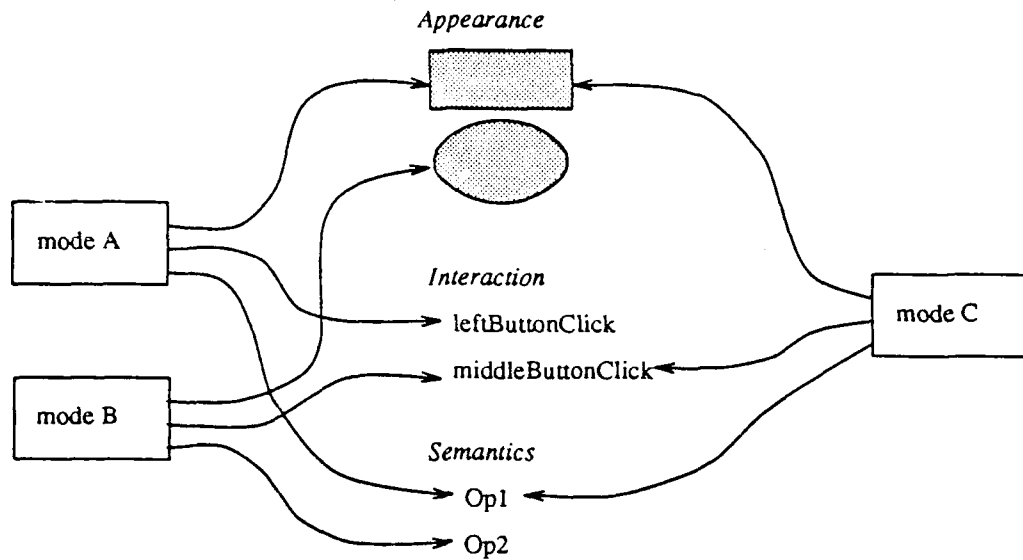 Appearance
mode A
Interaction
leftButtonClick
mode C
middleButtonClick
mode B
Semantics
Op1
Op2